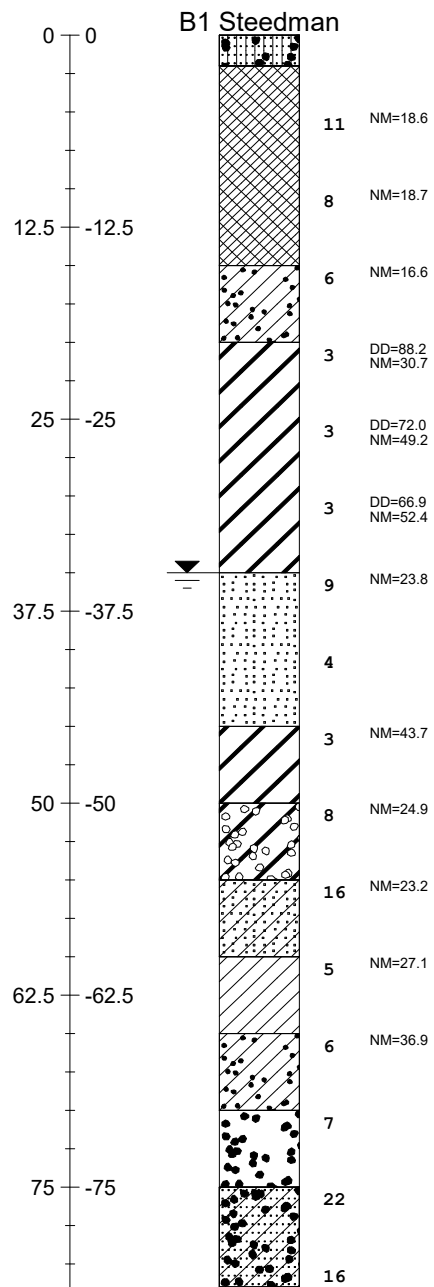 B1 Steedman
0 0
11 NM=18.6
8 NM=18.7
12.5 -12.5
6 NM=16.6
3 DD=88.2
NM=30.7
25 -25
3 DD=72.0
NM=49.2
3 DD=66.9
NM=52.4
9 NM=23.8
37.5 -37.5
4
3 NM=43.7
50 -50
8 NM=24.9
16 NM=23.2
5 NM=27.1
62.5 -62.5
6 NM=36.9
7
75 -75
22
16